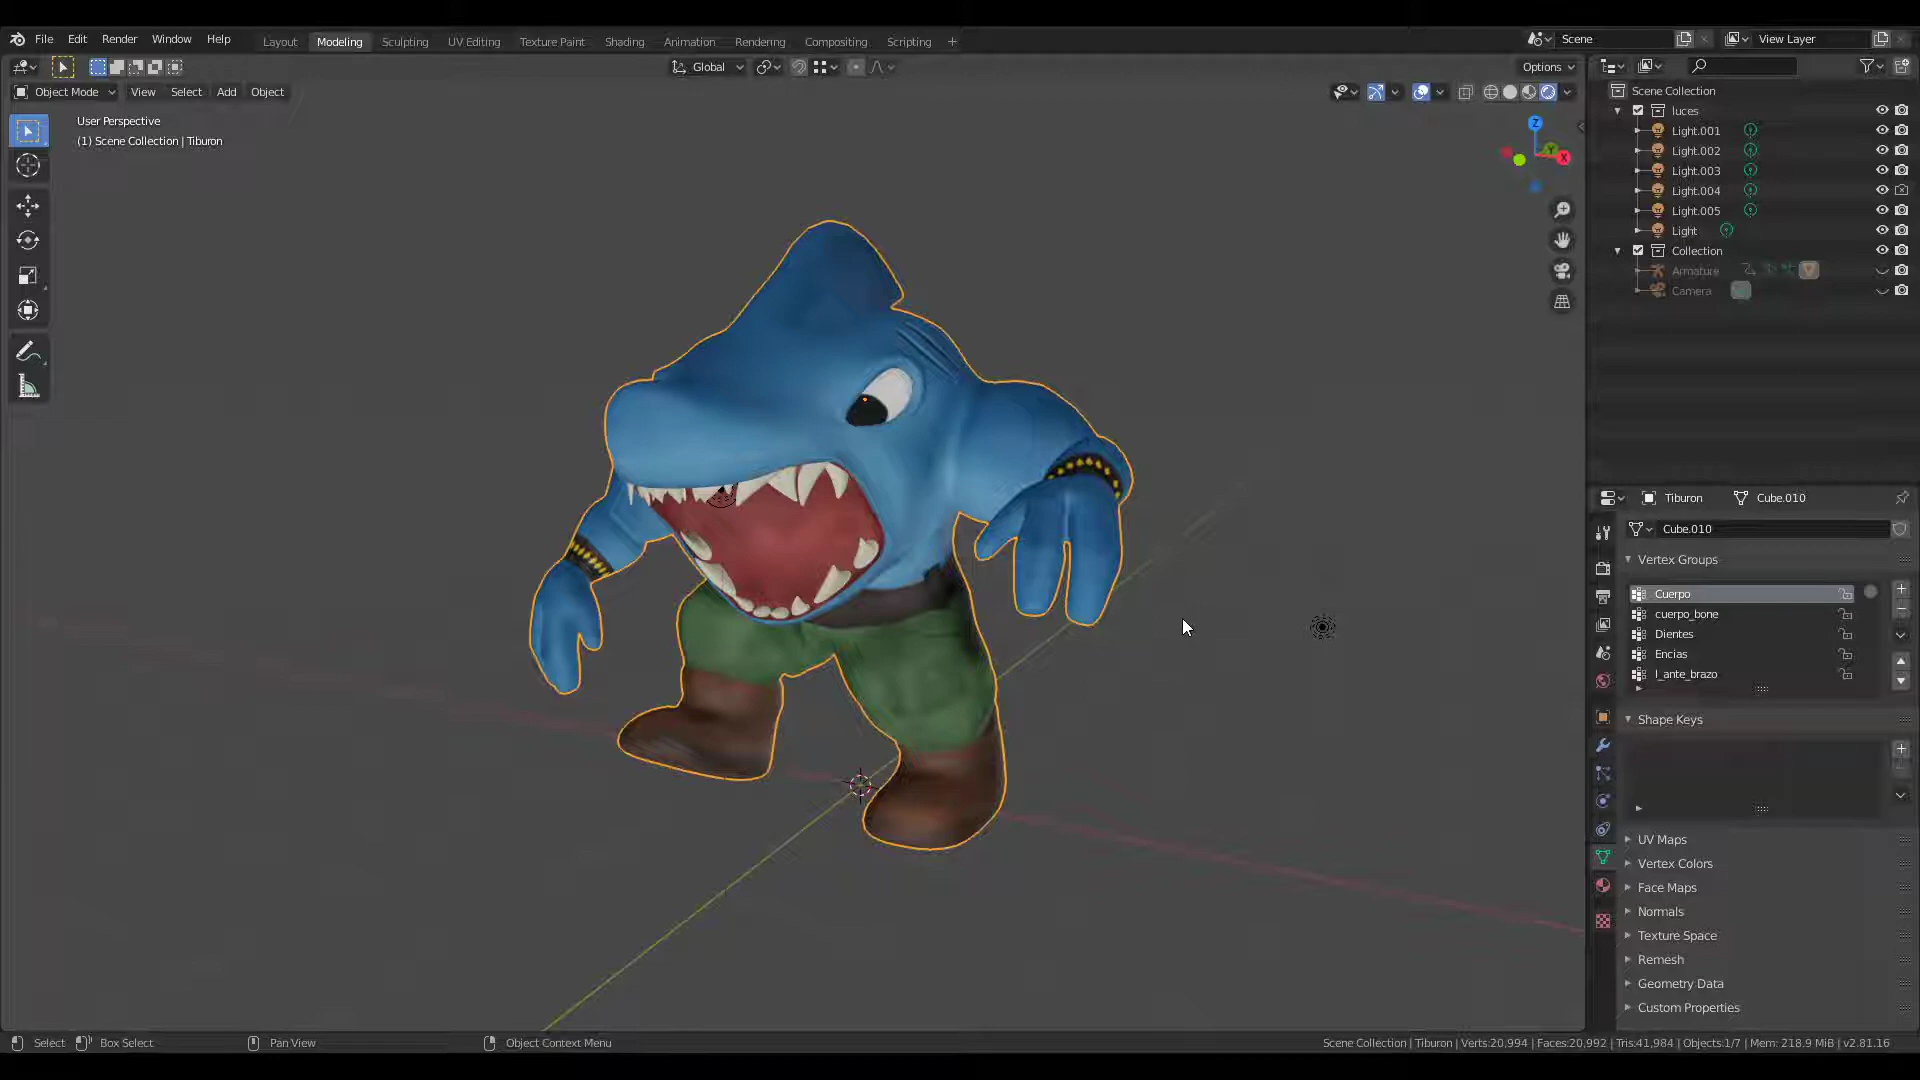 File Edit Render Window Help Layout Modeling Sculpting UV Editing Texture Paint Shading Animation Rendering Compositing Scripting + Scene View Layer
Global Options
Object Mode View Select Add Object
User Perspective
(1) Scene Collection | Tiburon
Z
Y
X
Scene Collection
luces
Light.001
Light.002
Light.003
Light.004
Light.005
Light
Collection
Armature
Camera
Tiburon Cube.010
Cube.010
Vertex Groups
Cuerpo
cuerpo_bone
Dientes
Encias
l_ante_brazo
Shape Keys
UV Maps
Vertex Colors
Face Maps
Normals
Texture Space
Remesh
Geometry Data
Custom Properties
Select Box Select Pan View Object Context Menu Scene Collection | Tiburon | Verts:20,994 | Faces:20,992 | Tris:41,984 | Objects:1/7 | Mem: 218.9 MiB | v2.81.16